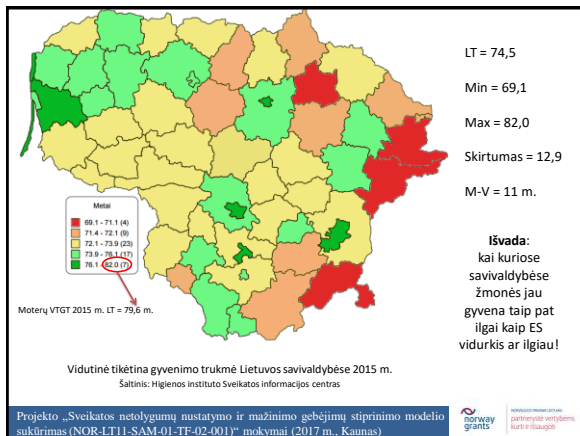 LT = 74,5
Min = 69,1
Max = 82,0
Skirtumas = 12,9
M-V = 11 m.
Išvada:
kai kuriose
savivaldybėse
žmonės jau
gyvena taip pat
ilgai kaip ES
vidurkis ar ilgiau!
Metai
69.1 - 71.1 (4)
71.4 - 72.1 (9)
72.1 - 73.9 (23)
73.9 - 76.1 (17)
76.1 - 82.0 (7)
Moterų VTGT 2015 m. LT = 79,6 m.
Vidutinė tikėtina gyvenimo trukmė Lietuvos savivaldybėse 2015 m.
Šaltinis: Higienos instituto Sveikatos informacijos centras
Projekto „Sveikatos netolygumų nustatymo ir mažinimo gebėjimų stiprinimo modelio
sukūrimas (NOR-LT11-SAM-01-TF-02-001)“ mokymai (2017 m., Kaunas)
norway
grants
partnerystė vertybėms
kurti ir išsaugoti